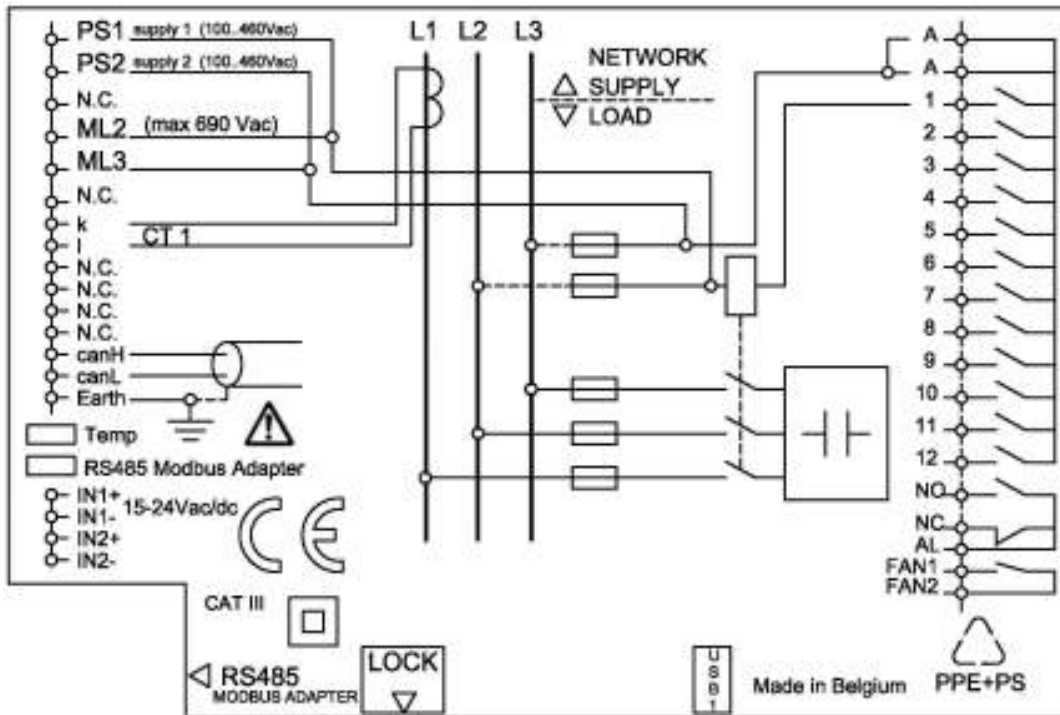 PS1 supply 1 (100..460Vac)
PS2 supply 2 (100..460Vac)
N.C.
ML2 (max 690 Vac)
ML3
N.C.
k
l
CT 1
N.C.
N.C.
N.C.
N.C.
canH
canL
Earth
Temp
RS485 Modbus Adapter
IN1+
IN1-
IN2+
IN2-
15-24Vac/dc
CE
CAT III
RS485
MODBUS ADAPTER
LOCK
L1 L2 L3
NETWORK
SUPPLY
LOAD
USB1
Made in Belgium
A
A
1
2
3
4
5
6
7
8
9
10
11
12
NO
NC
AL
FAN1
FAN2
PPE+PS